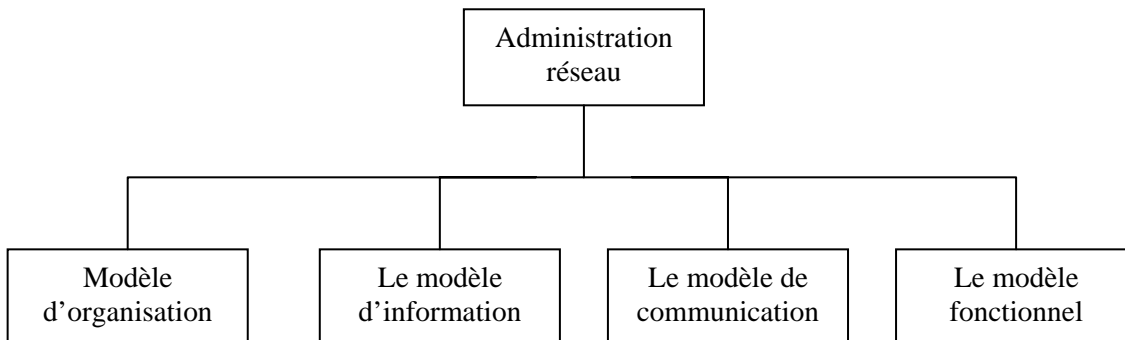 Administration
réseau
Modèle
d’organisation
Le modèle
d’information
Le modèle de
communication
Le modèle
fonctionnel